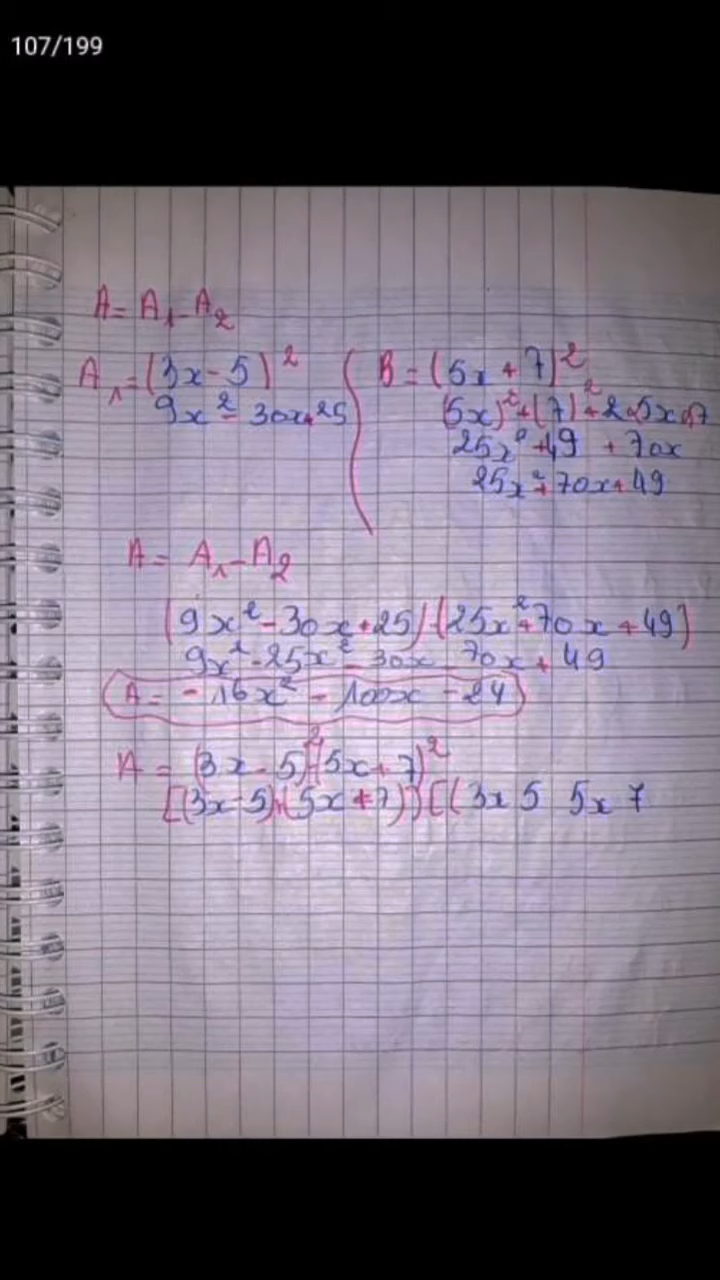 107/199
A = A₁ - A₂
A₁ = (3x - 5)²
9x² - 30x + 25
B = (5x + 7)²
(5x)² + (7)² + 2×5x×7
25x² + 49 + 70x
25x² + 70x + 49
A = A₁ - A₂
(9x² - 30x + 25) - (25x² + 70x + 49)
9x² - 25x² - 30x 70x + 49
A = - 16x² - 100x - 24
A = (3x - 5)² - (5x + 7)²
[(3x - 5) + (5x + 7)] [(3x 5 5x 7